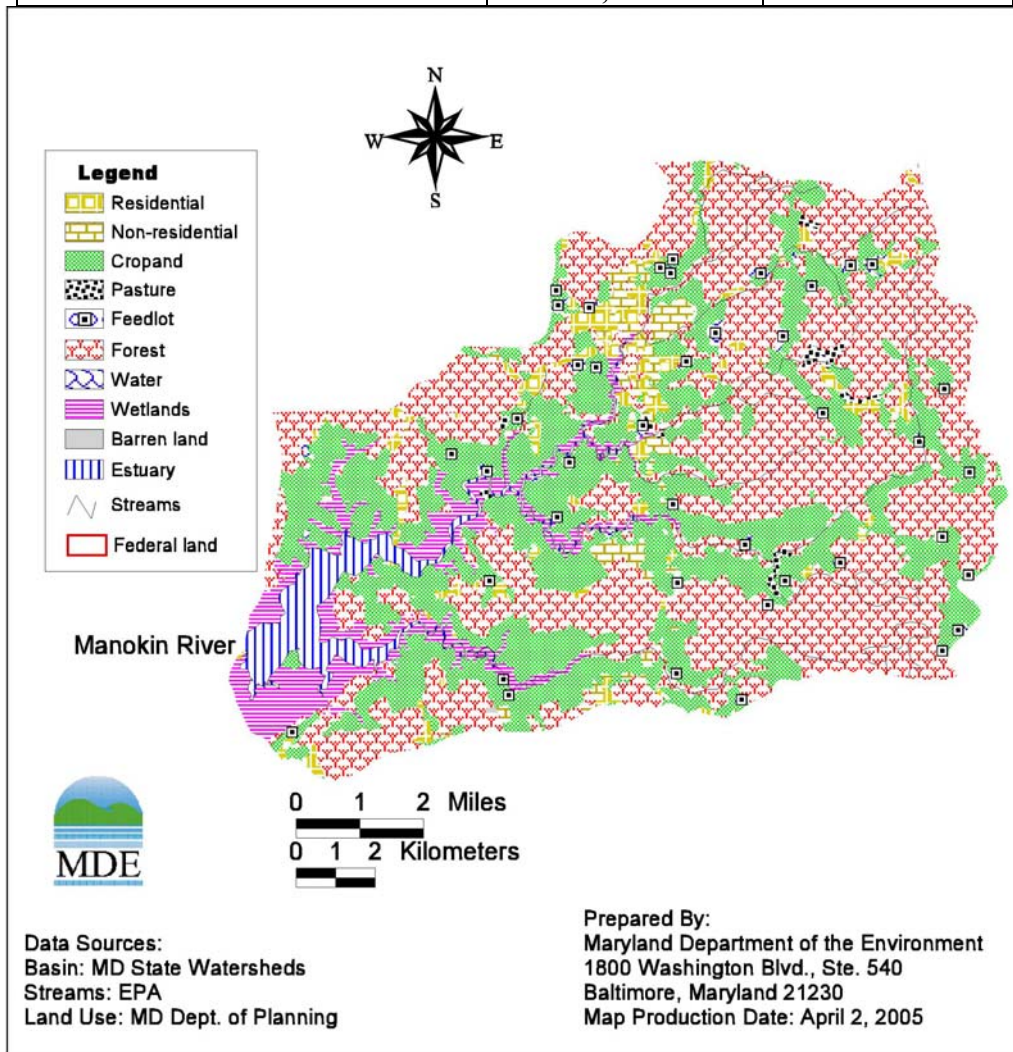 N
W E
S
Legend
Residential
Non-residential
Cropand
Pasture
Feedlot
Forest
Water
Wetlands
Barren land
Estuary
Streams
Federal land
Manokin River
0 1 2 Miles
0 1 2 Kilometers
MDE
Data Sources:
Basin: MD State Watersheds
Streams: EPA
Land Use: MD Dept. of Planning
Prepared By:
Maryland Department of the Environment
1800 Washington Blvd., Ste. 540
Baltimore, Maryland 21230
Map Production Date: April 2, 2005